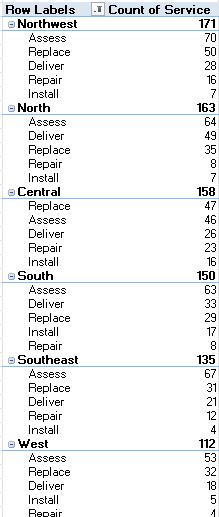 Row Labels Count of Service
Northwest 171
Assess 70
Replace 50
Deliver 28
Repair 16
Install 7
North 163
Assess 64
Deliver 49
Replace 35
Repair 8
Install 7
Central 158
Replace 47
Assess 46
Deliver 26
Repair 23
Install 16
South 150
Assess 63
Deliver 33
Replace 29
Install 17
Repair 8
Southeast 135
Assess 67
Replace 31
Deliver 21
Repair 12
Install 4
West 112
Assess 53
Replace 32
Deliver 18
Install 5
Repair 4